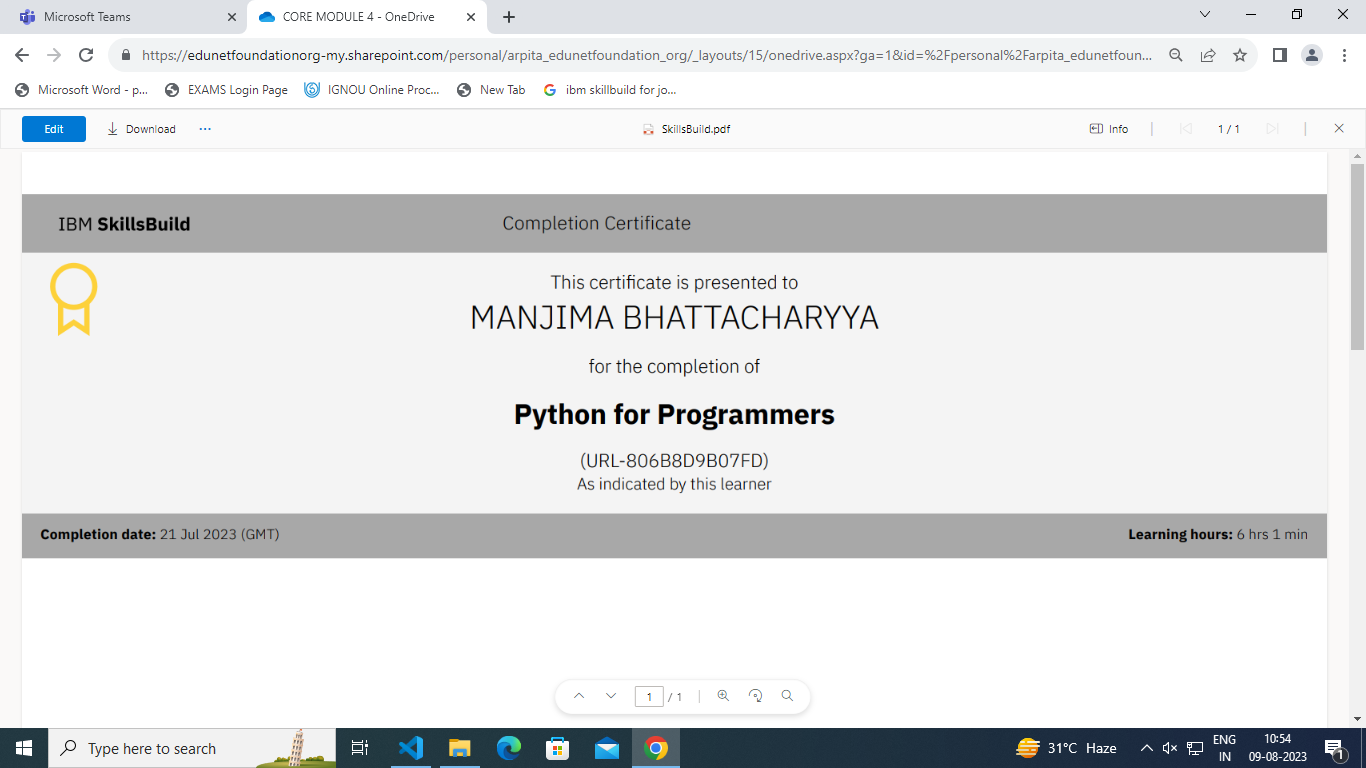 Microsoft Teams
CORE MODULE 4 - OneDrive
https://edunetfoundationorg-my.sharepoint.com/personal/arpita_edunetfoundation_org/_layouts/15/onedrive.aspx?ga=1&id=%2Fpersonal%2Farpita_edunetfoun...
Microsoft Word - p...
EXAMS Login Page
IGNOU Online Proc...
New Tab
ibm skillbuild for jo...
Edit
Download
SkillsBuild.pdf
Info
1 / 1
IBM SkillsBuild
Completion Certificate
This certificate is presented to
MANJIMA BHATTACHARYYA
for the completion of
Python for Programmers
(URL-806B8D9B07FD)
As indicated by this learner
Completion date: 21 Jul 2023 (GMT)
Learning hours: 6 hrs 1 min
1 / 1
Type here to search
31°C Haze
ENG
IN
10:54
09-08-2023
1